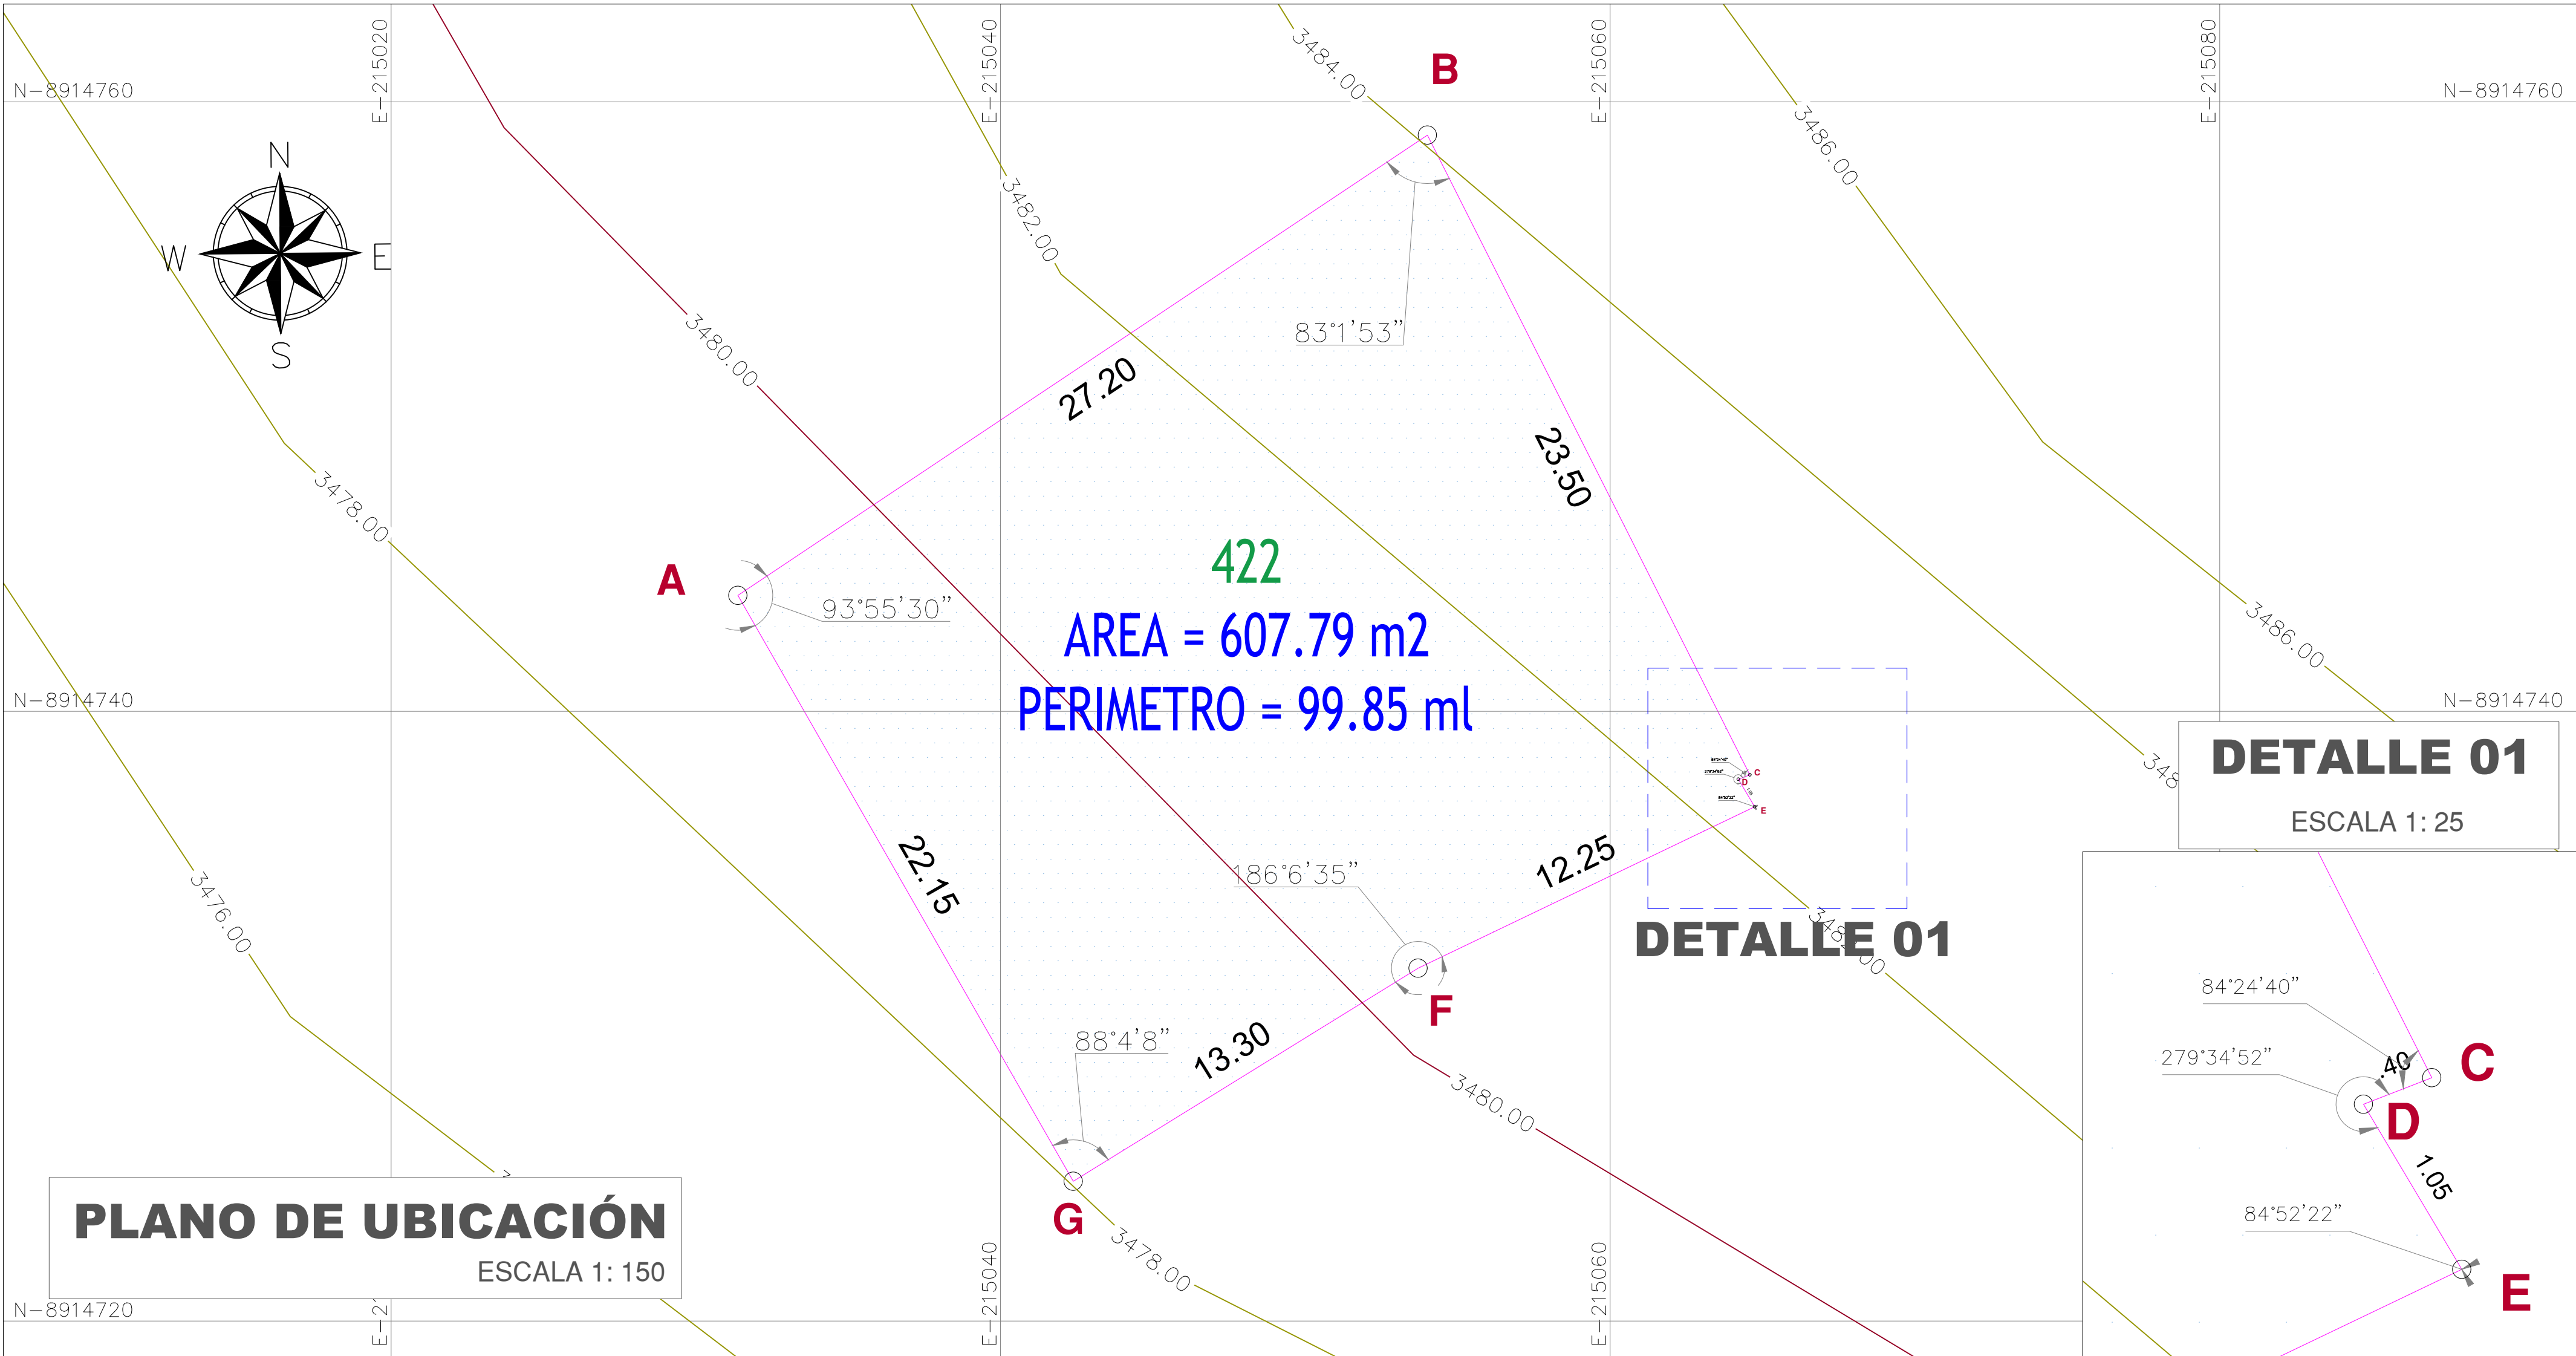 E-215020
E-215040
E-215060
E-215080
N-8914760
N-8914760
3484.00
B
3486.00
N
W
E
S
3482.00
83°1'53"
3480.00
27.20
23.50
3478.00
422
A
93°55'30"
AREA = 607.79 m2
PERIMETRO = 99.85 ml
3486.00
N-8914740
N-8914740
DETALLE 01
ESCALA 1: 25
C
D
E
22.15
186°6'35"
12.25
3476.00
DETALLE 01
F
88°4'8"
13.30
3480.00
84°24'40"
279°34'52"
.40
C
D
1.05
84°52'22"
E
G
3478.00
PLANO DE UBICACIÓN
ESCALA 1: 150
N-8914720
E-215040
E-215060